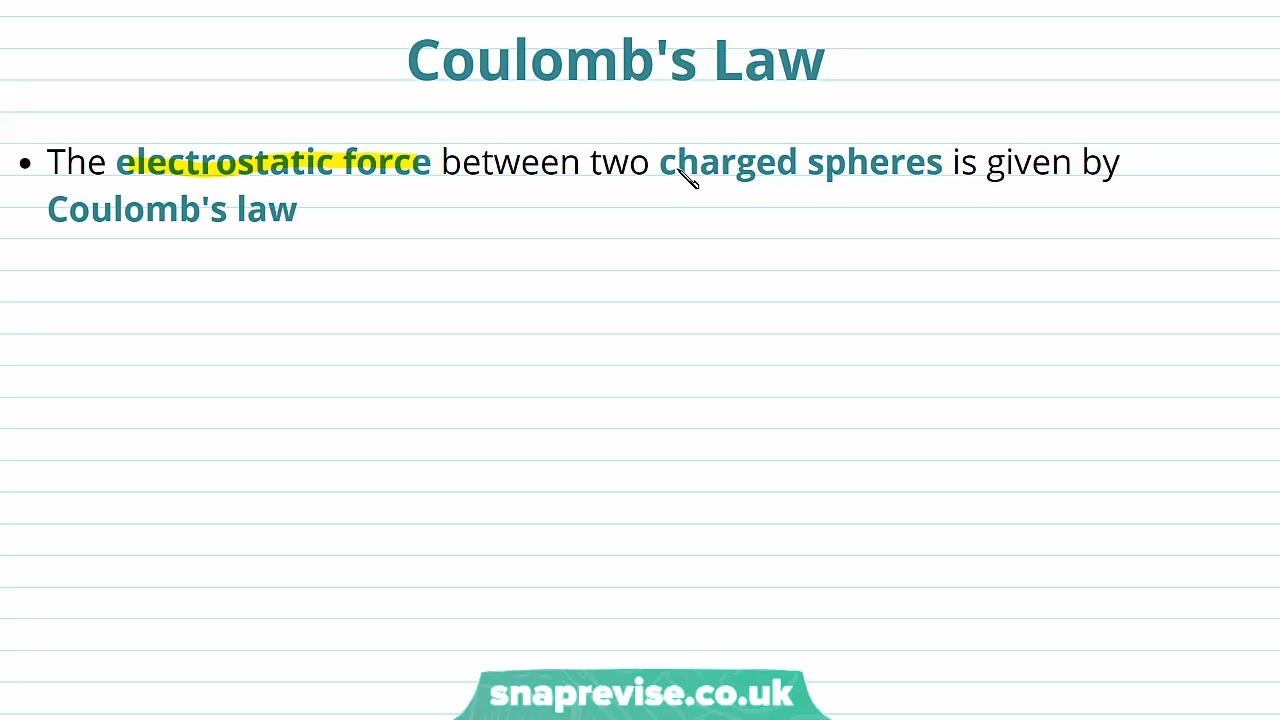 Coulomb's Law
• The electrostatic force between two charged spheres is given by
Coulomb's law
snaprevise.co.uk